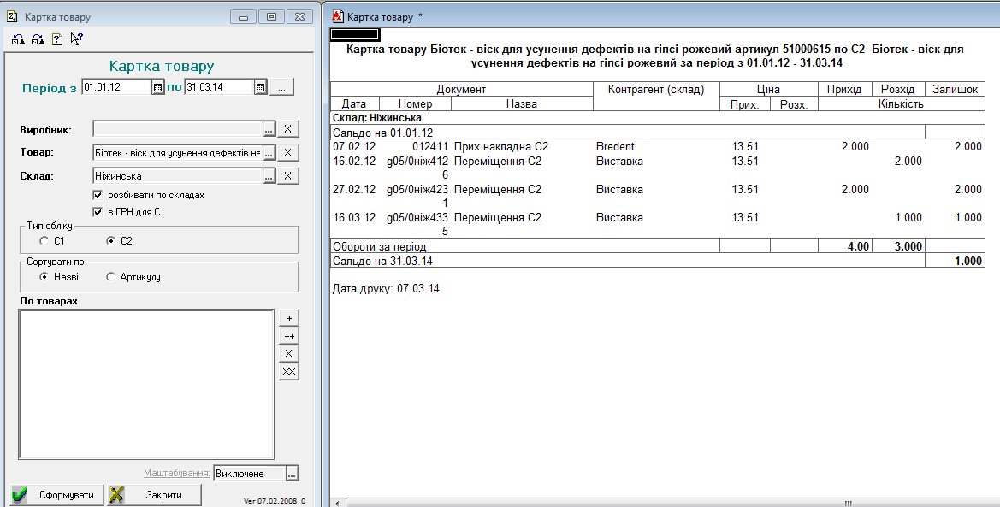 Картка товару
Картка товару
Період з 01.01.12 по 31.03.14 ...
Виробник: ... X
Товар: Біотек - віск для усунення дефектів на ... X
Склад: Ніжинська ... X
розбивати по складах
в ГРН для С1
Тип обліку
С1 С2
Сортувати по
Назві Артикулу
По товарах
+
++
X
XX
Маштабування: Виключене ...
Сформувати Закрити Ver 07.02.2008_0
Картка товару *
Картка товару Біотек - віск для усунення дефектів на гіпсі рожевий артикул 51000615 по С2 Біотек - віск для
усунення дефектів на гіпсі рожевий за період з 01.01.12 - 31.03.14
Документ Контрагент (склад) Ціна Прихід Розхід Залишок
Дата Номер Назва Прих. Розх. Кількість
Склад: Ніжинська
Сальдо на 01.01.12
07.02.12 012411 Прих.накладна С2 Bredent 13.51 2.000 2.000
16.02.12 g05/0ніж412 Переміщення С2 Виставка 13.51 2.000
6
27.02.12 g05/0ніж423 Переміщення С2 Виставка 13.51 2.000 2.000
1
16.03.12 g05/0ніж433 Переміщення С2 Виставка 13.51 1.000 1.000
5
Обороти за період 4.00 3.000
Сальдо на 31.03.14 1.000
Дата друку: 07.03.14